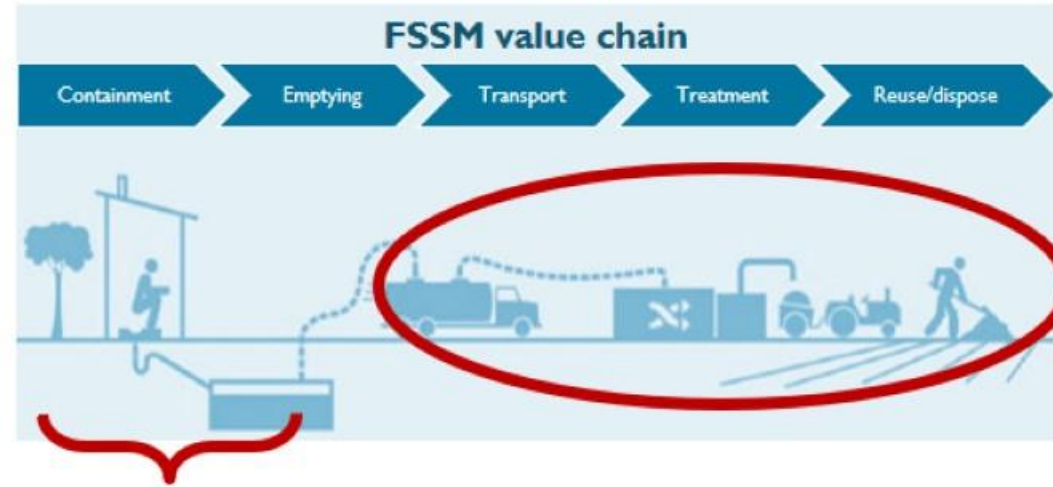 FSSM value chain
Containment Emptying Transport Treatment Reuse/dispose